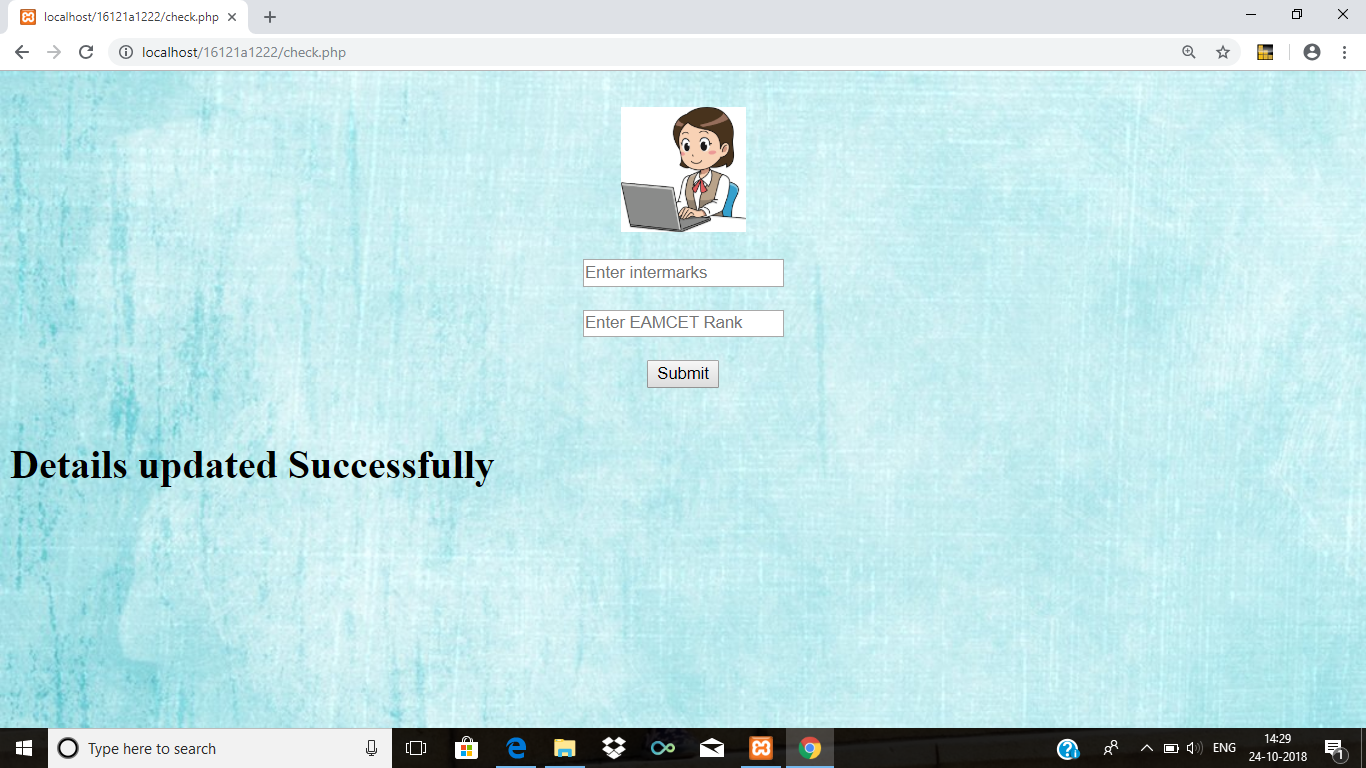 localhost/16121a1222/check.php
localhost/16121a1222/check.php
Enter intermarks
Enter EAMCET Rank
Submit
Details updated Successfully
Type here to search
ENG
14:29
24-10-2018
1